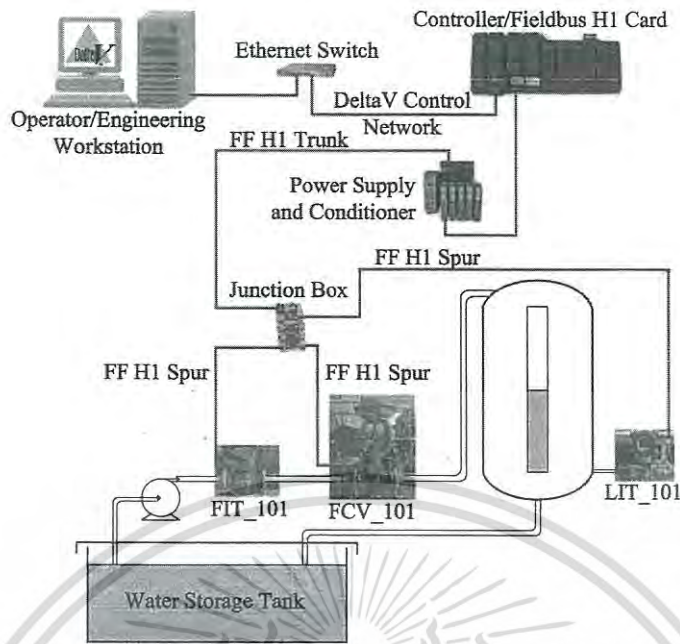 Controller/Fieldbus H1 Card
Ethernet Switch
DeltaV Control
Network
Operator/Engineering
Workstation
FF H1 Trunk
Power Supply
and Conditioner
FF H1 Spur
Junction Box
FF H1 Spur
FF H1 Spur
FIT_101
FCV_101
LIT_101
Water Storage Tank